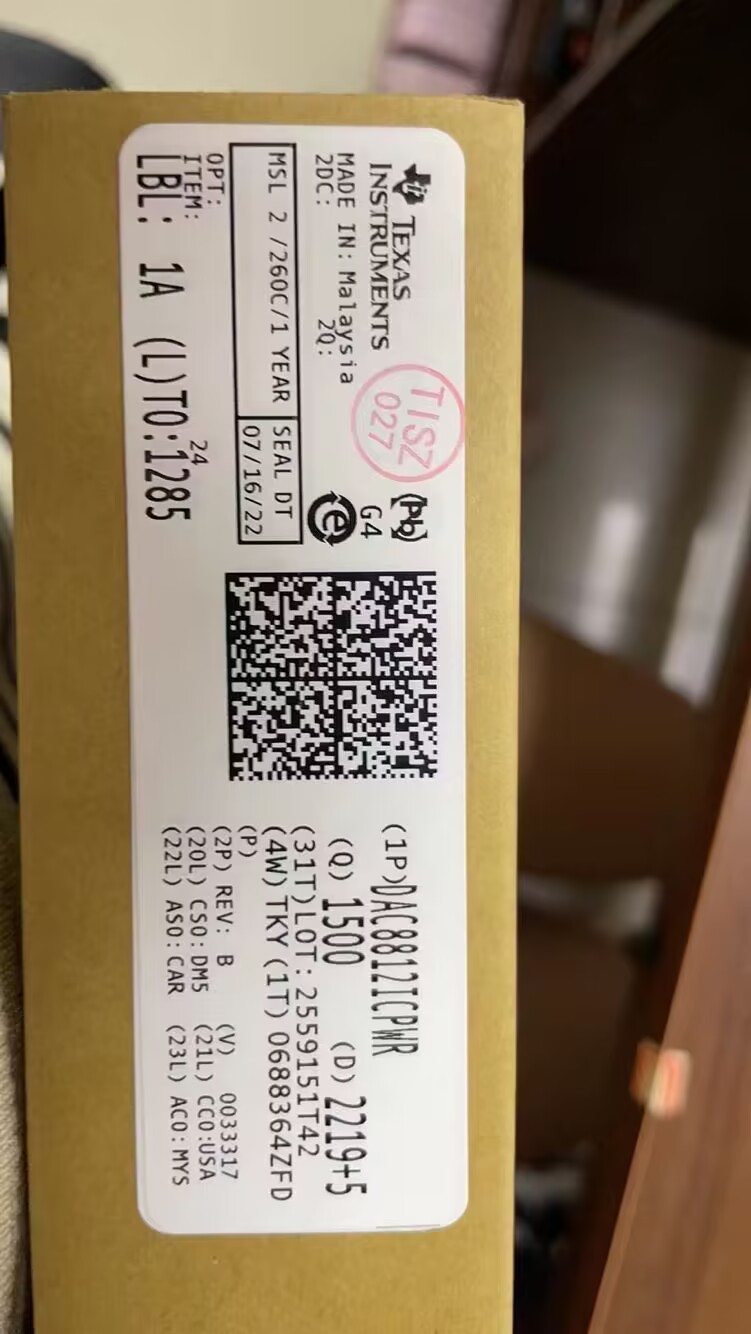 TEXAS
INSTRUMENTS
MADE IN: Malaysia
2DC: 2Q:
MSL 2 /260C/1 YEAR
SEAL DT
07/16/22
OPT:
ITEM:
24
LBL: 1A (L)TO:1285
TISZ
027
(Pb)
G4
e
(1P)DAC8812ICPWR
(Q) 1500 (D) 2219+5
(31T)LOT: 2559151T42
(4W) TKY(1T) 0688364ZFD
(P)
(2P) REV: B (V) 0033317
(20L) CSO:DM5 (21L) CCO:USA
(22L) ASO:CAR (23L) ACO:MYS